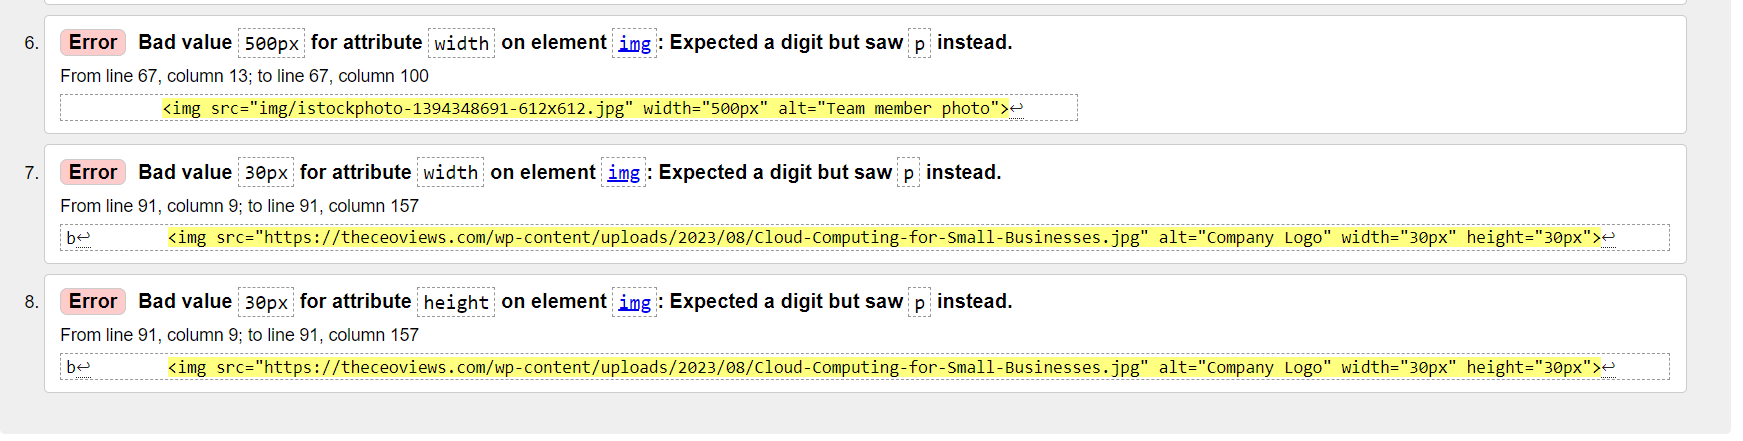 6. Error Bad value 500px for attribute width on element img: Expected a digit but saw p instead.
From line 67, column 13; to line 67, column 100
<img src="img/istockphoto-1394348691-612x612.jpg" width="500px" alt="Team member photo">↩
7. Error Bad value 30px for attribute width on element img: Expected a digit but saw p instead.
From line 91, column 9; to line 91, column 157
b↩ <img src="https://theceoviews.com/wp-content/uploads/2023/08/Cloud-Computing-for-Small-Businesses.jpg" alt="Company Logo" width="30px" height="30px">↩
8. Error Bad value 30px for attribute height on element img: Expected a digit but saw p instead.
From line 91, column 9; to line 91, column 157
b↩ <img src="https://theceoviews.com/wp-content/uploads/2023/08/Cloud-Computing-for-Small-Businesses.jpg" alt="Company Logo" width="30px" height="30px">↩